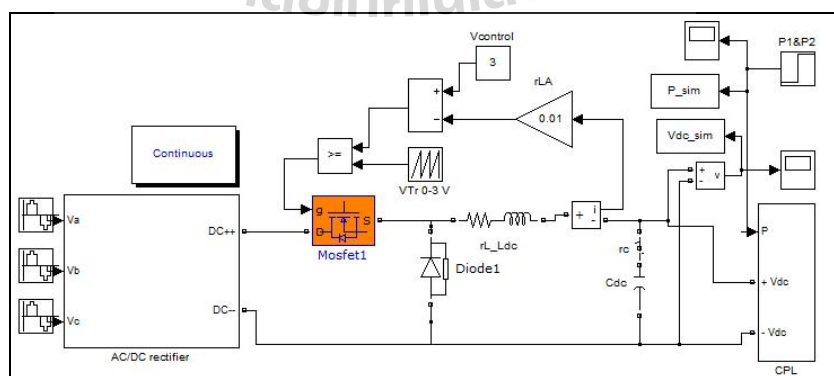 Vcontrol
3
P1&P2
rLA
+
−
0.01
P_sim
Vdc_sim
Continuous
>=
VTr 0-3 V
+
-
v
g
D
S
Mosfet1
+
i
-
rL_Ldc
Va
Vb
Vc
DC++
DC--
AC/DC rectifier
Diode1
rc
Cdc
P
+ Vdc
- Vdc
CPL